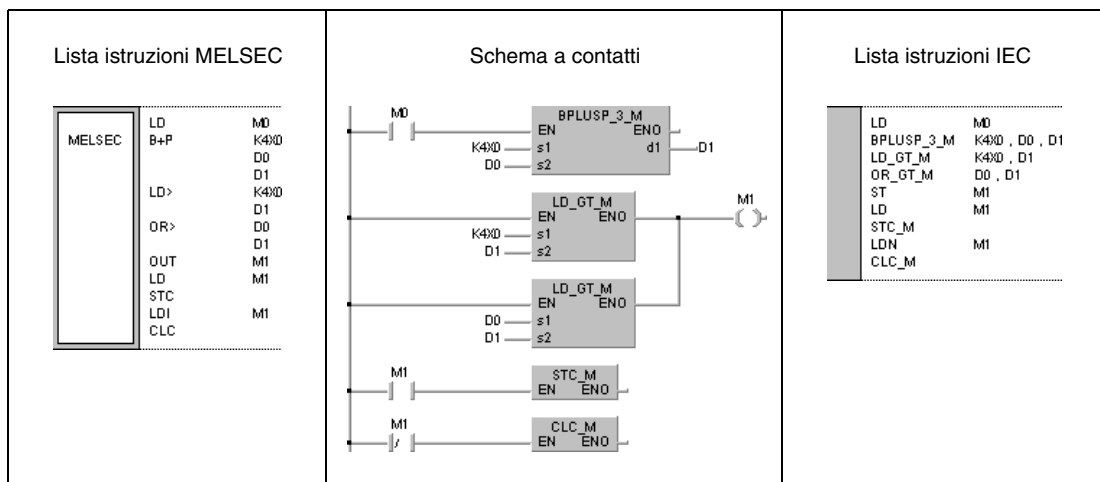 Lista istruzioni MELSEC
MELSEC
LD M0
B+P K4X0
D0
D1
LD> K4X0
D1
OR> D0
D1
OUT M1
LD M1
STC
LDI M1
CLC
Schema a contatti
M0
BPLUSP_3_M
EN ENO
K4X0 s1 d1 D1
D0 s2
LD_GT_M
M1
EN ENO
K4X0 s1
D1 s2
LD_GT_M
EN ENO
D0 s1
D1 s2
M1
STC_M
EN ENO
M1
CLC_M
EN ENO
Lista istruzioni IEC
LD M0
BPLUSP_3_M K4X0 , D0 , D1
LD_GT_M K4X0 , D1
OR_GT_M D0 , D1
ST M1
LD M1
STC_M
LDN M1
CLC_M